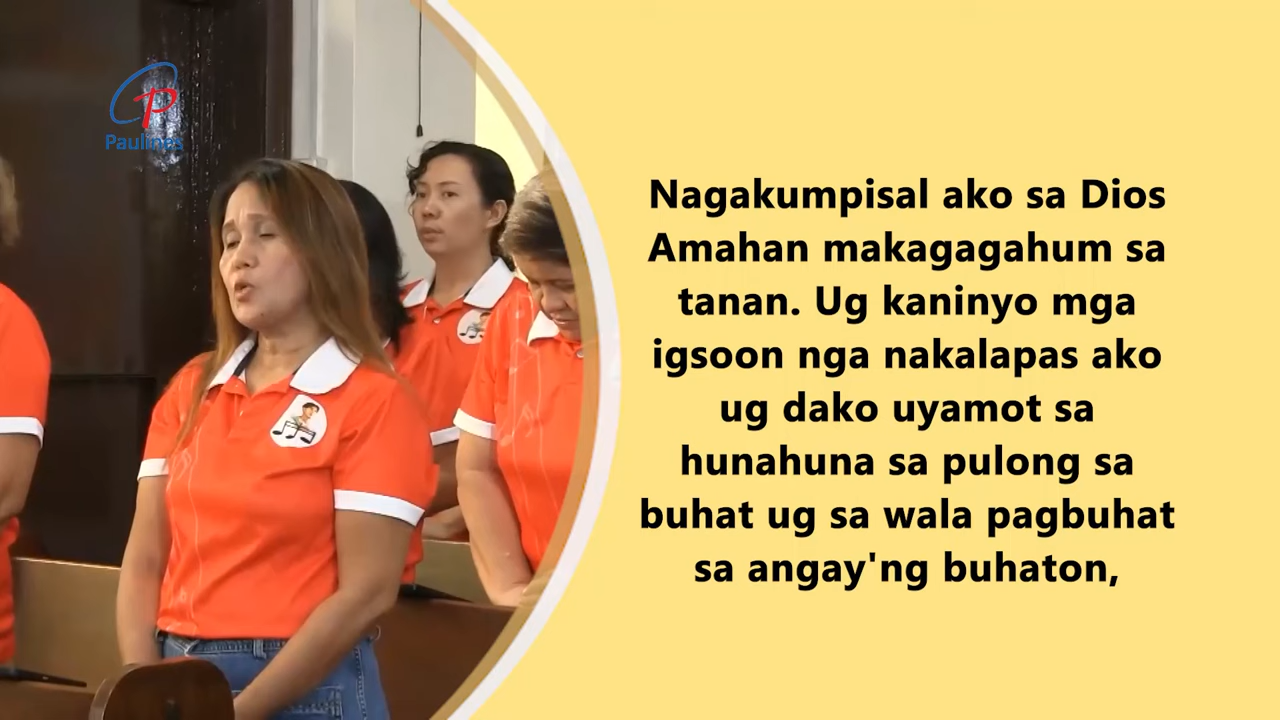 Paulines
Nagakumpisal ako sa Dios
Amahan makagagahum sa
tanan. Ug kaninyo mga
igsoon nga nakalapas ako
ug dako uyamot sa
hunahuna sa pulong sa
buhat ug sa wala pagbuhat
sa angay'ng buhaton,